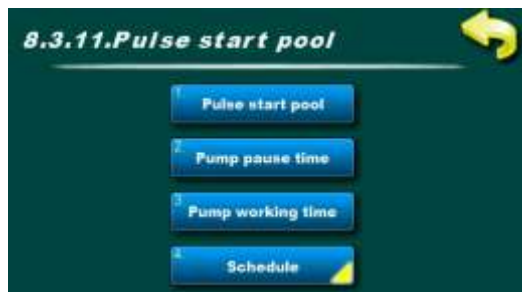 8.3.11.Pulse start pool
1
Pulse start pool
2
Pump pause time
3
Pump working time
4
Schedule